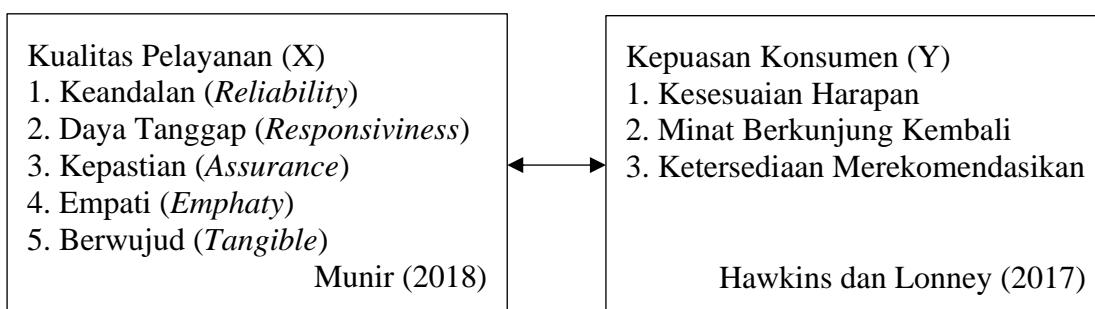 Kualitas Pelayanan (X)
1. Keandalan (Reliability)
2. Daya Tanggap (Responsiviness)
3. Kepastian (Assurance)
4. Empati (Emphaty)
5. Berwujud (Tangible)
Munir (2018)
Kepuasan Konsumen (Y)
1. Kesesuaian Harapan
2. Minat Berkunjung Kembali
3. Ketersediaan Merekomendasikan
Hawkins dan Lonney (2017)